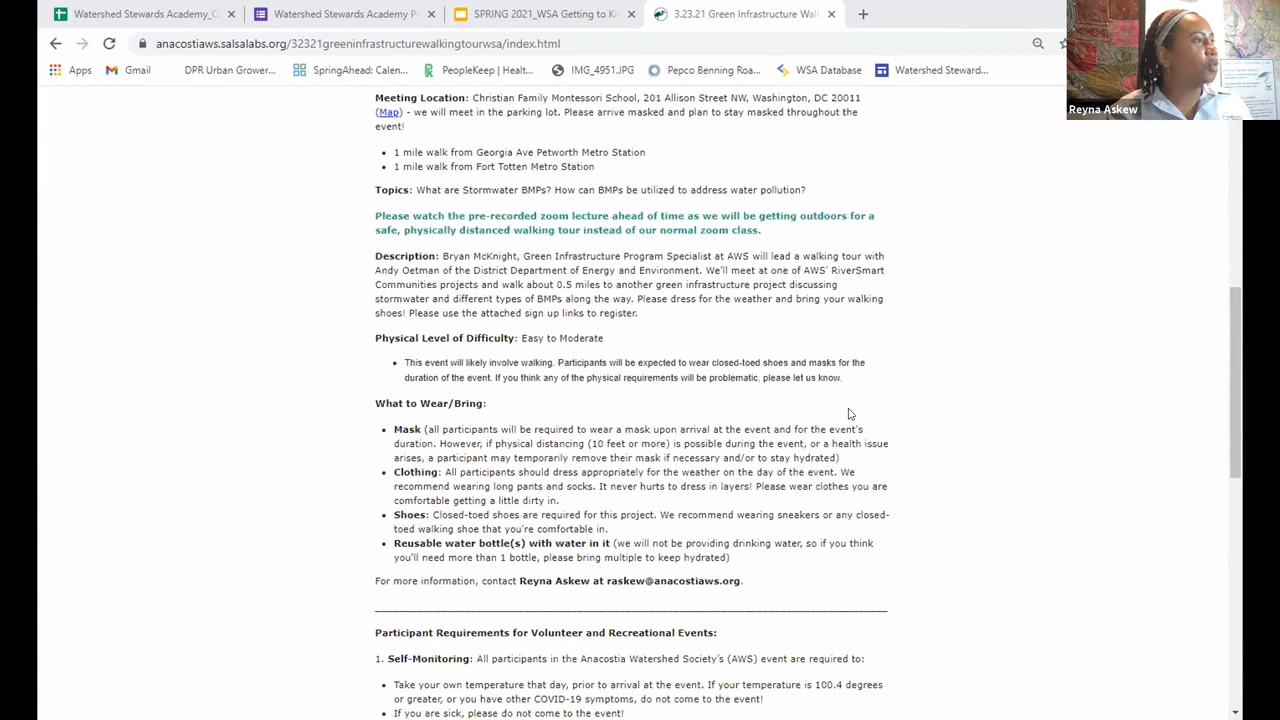 Watershed Stewards Academy_C
Watershed Stewards Academy P
SPRING 2021_WSA Getting to K
3.23.21 Green Infrastructure Walk
anacostiaws.salsalabs.org/32321greeninfrastructurewalkingtourwsa/index.html
Apps
Gmail
DPR Urban Grower...
SpringAhead Calen...
PeopleKeep | Healt...
Pepco Benning Roa...
WSA Database
Watershed Stewar...
Reyna Askew
Meeting Location: Christian Family Montessori School, 201 Allison Street NW, Washington, DC 20011
(Map) (we will meet in the parking lot) Please arrive masked and plan to stay masked throughout the
event!
• 1 mile walk from Georgia Ave Petworth Metro Station
• 1 mile walk from Fort Totten Metro Station
Topics: What are Stormwater BMPs? How can BMPs be utilized to address water pollution?
Please watch the pre-recorded zoom lecture ahead of time as we will be getting outdoors for a
safe, physically distanced walking tour instead of our normal zoom class.
Description: Bryan McKnight, Green Infrastructure Program Specialist at AWS will lead a walking tour with
Andy Oetman of the District Department of Energy and Environment. We'll meet at one of AWS' RiverSmart
Communities projects and walk about 0.5 miles to another green infrastructure project discussing
stormwater and different types of BMPs along the way. Please dress for the weather and bring your walking
shoes! Please use the attached sign up links to register.
Physical Level of Difficulty: Easy to Moderate
• This event will likely involve walking. Participants will be expected to wear closed-toed shoes and masks for the
duration of the event. If you think any of the physical requirements will be problematic, please let us know.
What to Wear/Bring:
• Mask (all participants will be required to wear a mask upon arrival at the event and for the event's
duration. However, if physical distancing (10 feet or more) is possible during the event, or a health issue
arises, a participant may temporarily remove their mask if necessary and/or to stay hydrated)
• Clothing: All participants should dress appropriately for the weather on the day of the event. We
recommend wearing long pants and socks. It never hurts to dress in layers! Please wear clothes you are
comfortable getting a little dirty in.
• Shoes: Closed-toed shoes are required for this project. We recommend wearing sneakers or any closed-
toed walking shoe that you're comfortable in.
• Reusable water bottle(s) with water in it (we will not be providing drinking water, so if you think
you'll need more than 1 bottle, please bring multiple to keep hydrated)
For more information, contact Reyna Askew at raskew@anacostiaws.org.
Participant Requirements for Volunteer and Recreational Events:
1. Self-Monitoring: All participants in the Anacostia Watershed Society's (AWS) event are required to:
• Take your own temperature that day, prior to arrival at the event. If your temperature is 100.4 degrees
or greater, or you have other COVID-19 symptoms, do not come to the event!
• If you are sick, please do not come to the event!